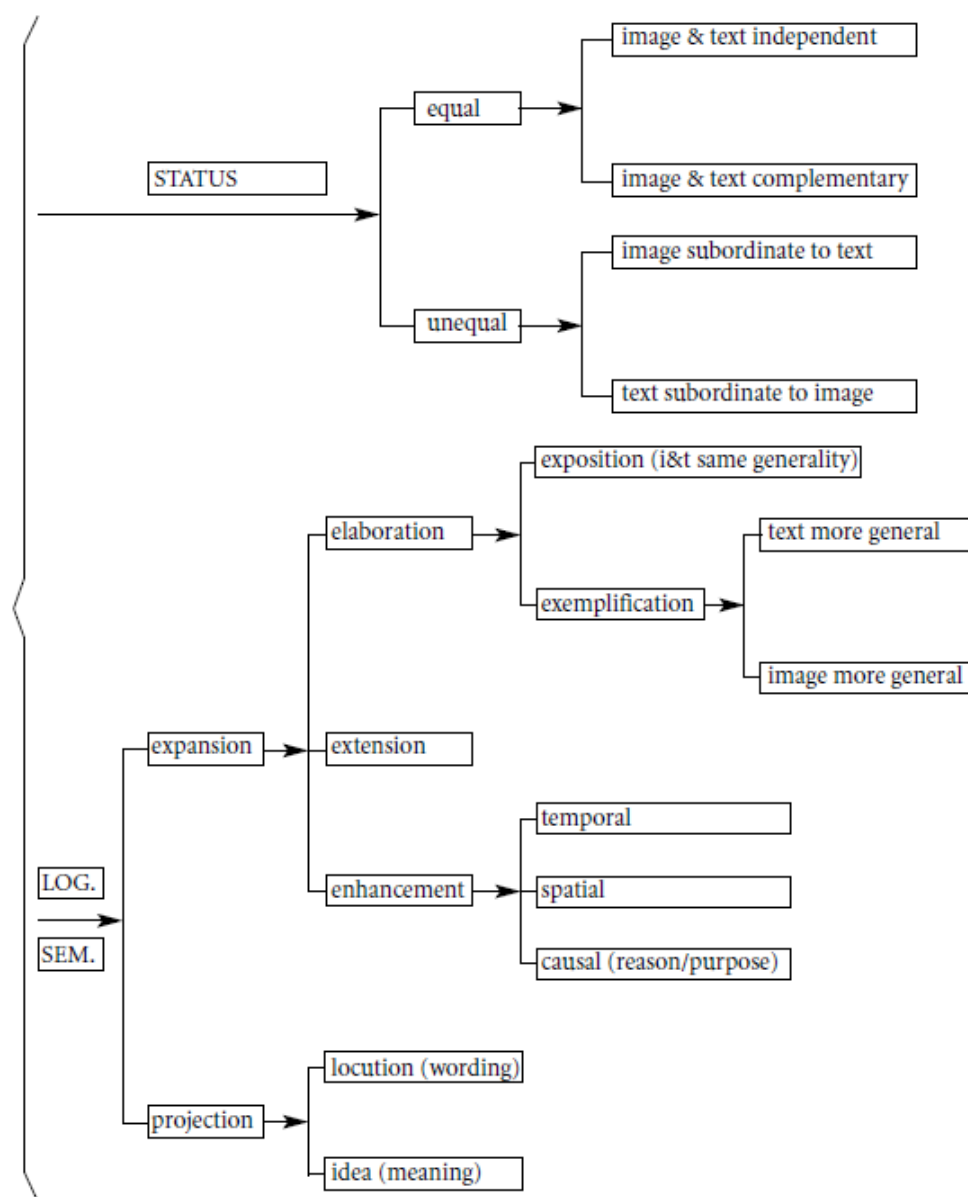 image & text independent
equal
STATUS
image & text complementary
image subordinate to text
unequal
text subordinate to image
exposition (i&t same generality)
elaboration
text more general
exemplification
image more general
expansion
extension
temporal
LOG.
enhancement
spatial
SEM.
causal (reason/purpose)
locution (wording)
projection
idea (meaning)